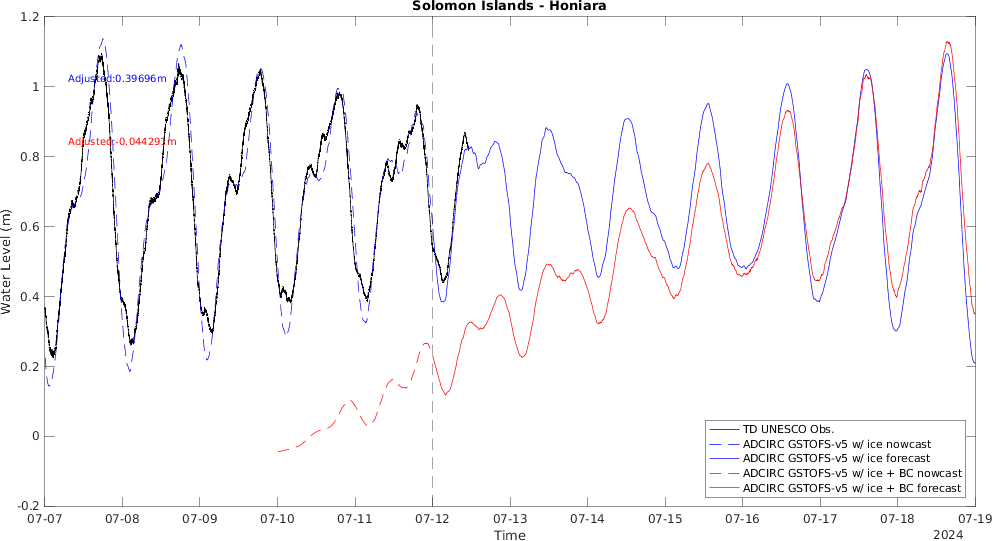 Solomon Islands - Honiara
1.2
1
0.8
0.6
0.4
0.2
0
-0.2
Water Level (m)
Adjusted:0.39696m
Adjusted:-0.044293m
TD UNESCO Obs.
ADCIRC GSTOFS-v5 w/ ice nowcast
ADCIRC GSTOFS-v5 w/ ice forecast
ADCIRC GSTOFS-v5 w/ ice + BC nowcast
ADCIRC GSTOFS-v5 w/ ice + BC forecast
07-07 07-08 07-09 07-10 07-11 07-12 07-13 07-14 07-15 07-16 07-17 07-18 07-19
Time
2024